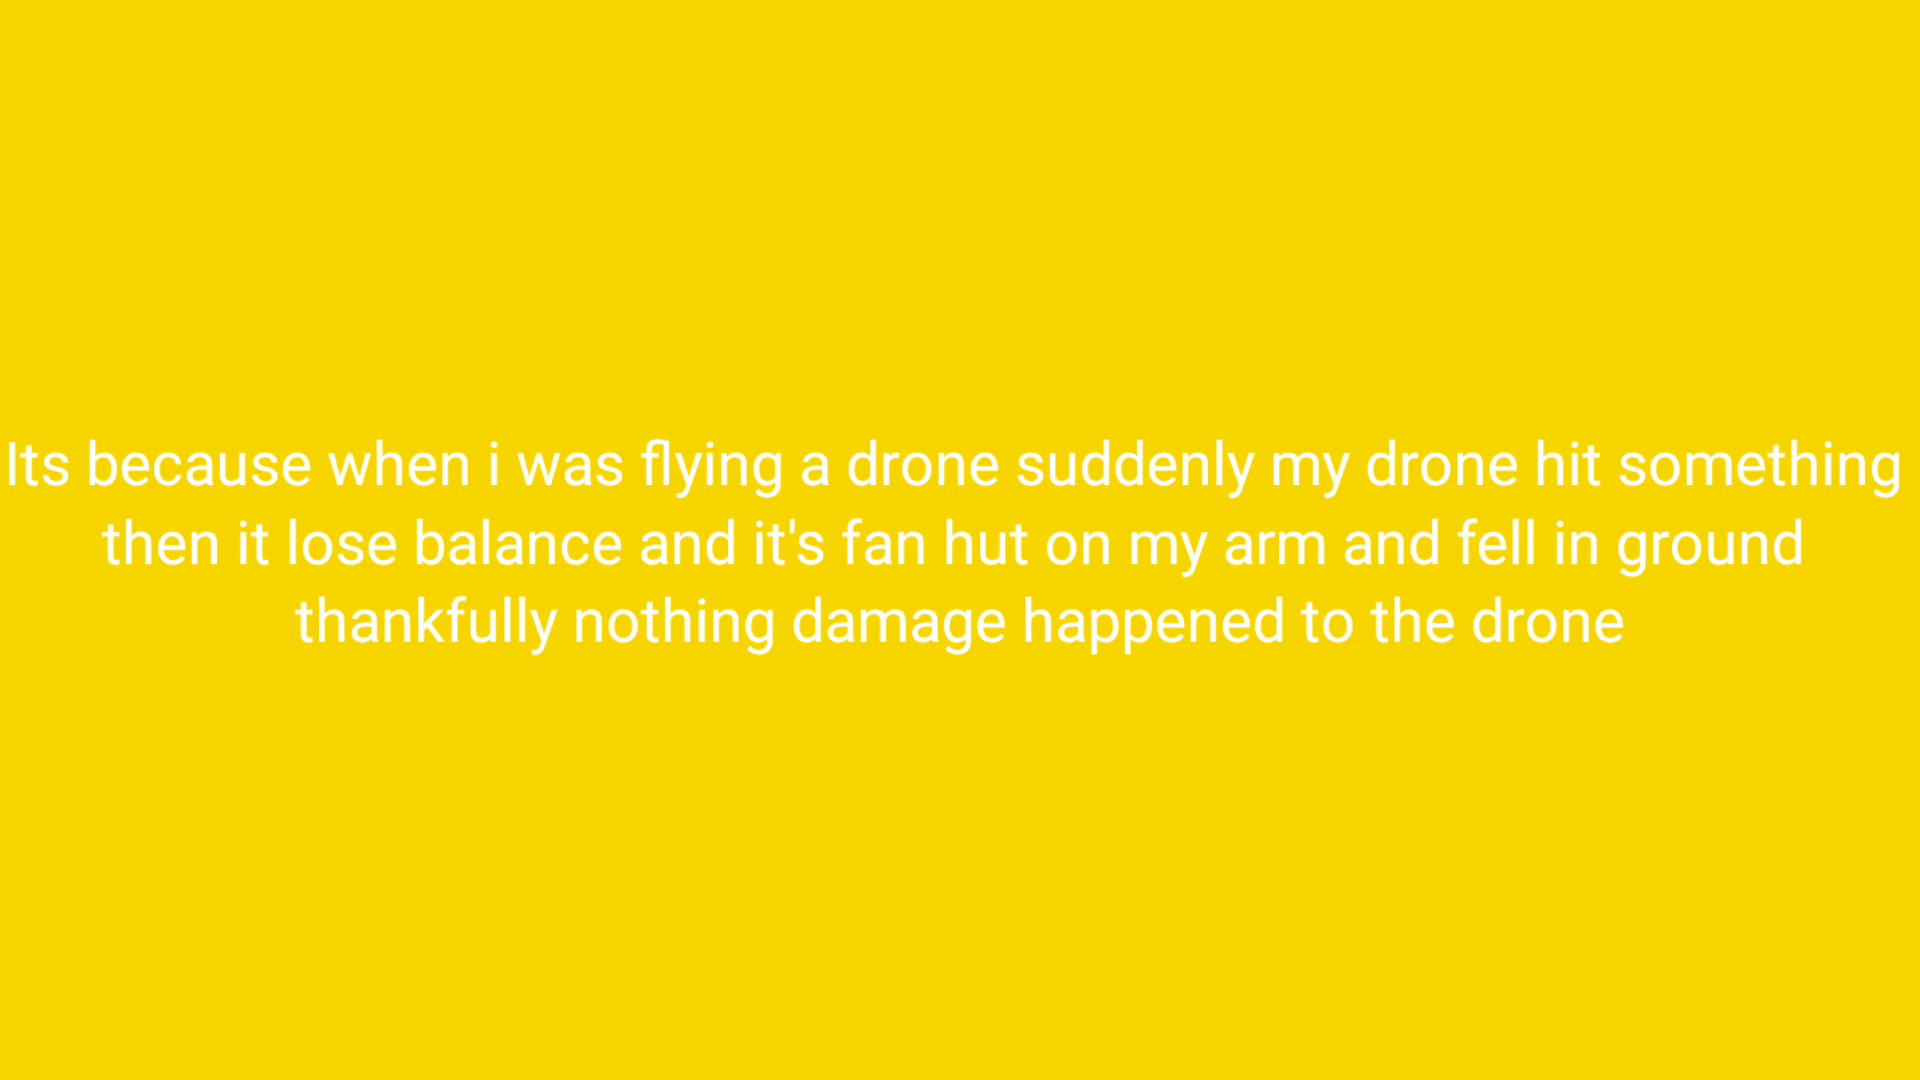 Its because when i was flying a drone suddenly my drone hit something
then it lose balance and it's fan hut on my arm and fell in ground
thankfully nothing damage happened to the drone